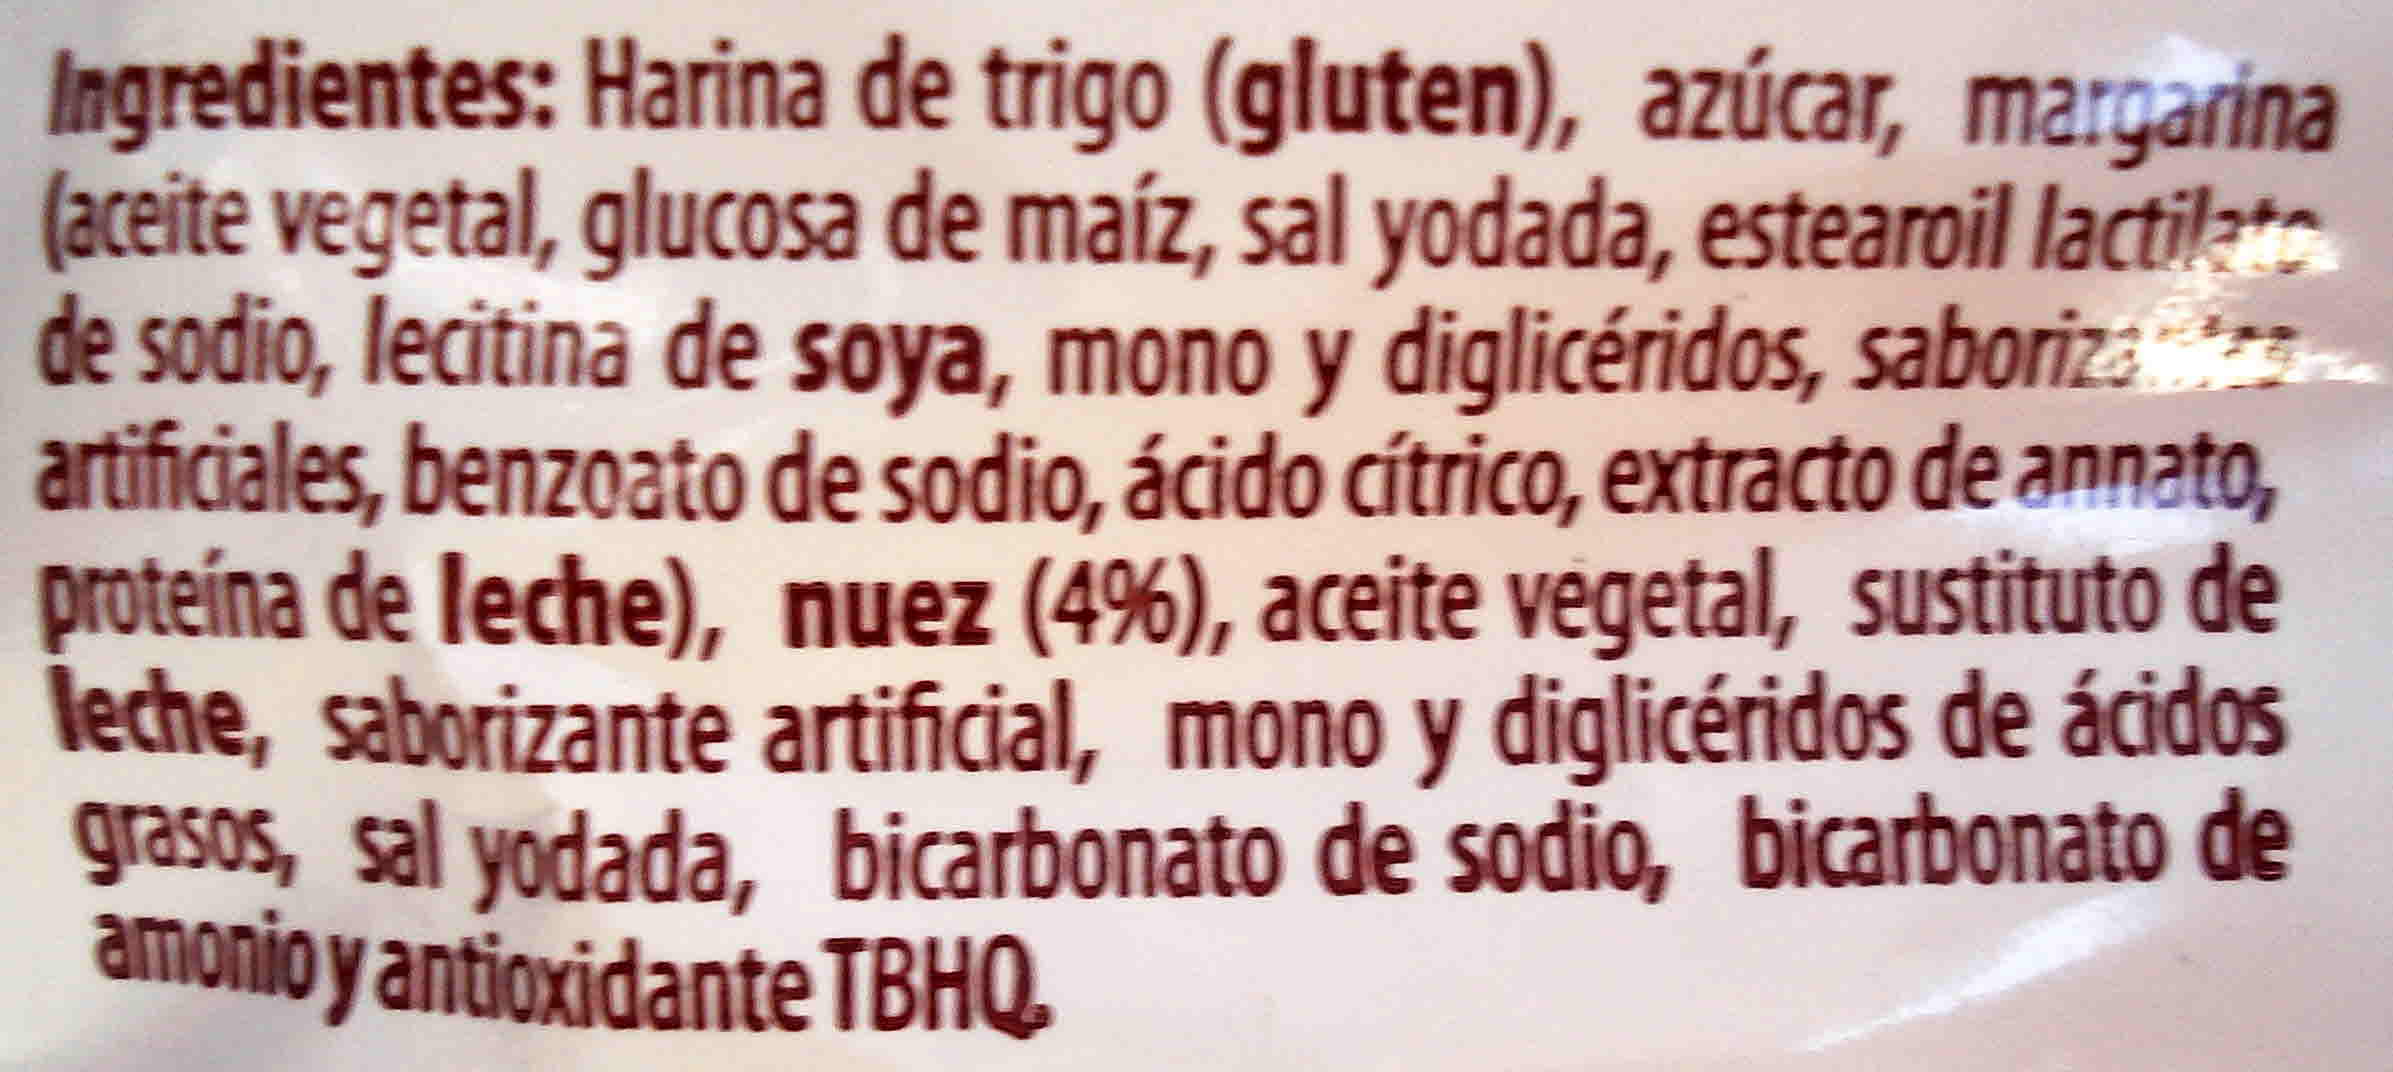 Ingredientes: Harina de trigo (gluten), azúcar, margarina
(aceite vegetal, glucosa de maíz, sal yodada, estearoil lactilato
de sodio, lecitina de soya, mono y diglicéridos, saborizantes
artificiales, benzoato de sodio, ácido cítrico, extracto de annato,
proteína de leche), nuez (4%), aceite vegetal, sustituto de
leche, saborizante artificial, mono y diglicéridos de ácidos
grasos, sal yodada, bicarbonato de sodio, bicarbonato de
amonio y antioxidante TBHQ.